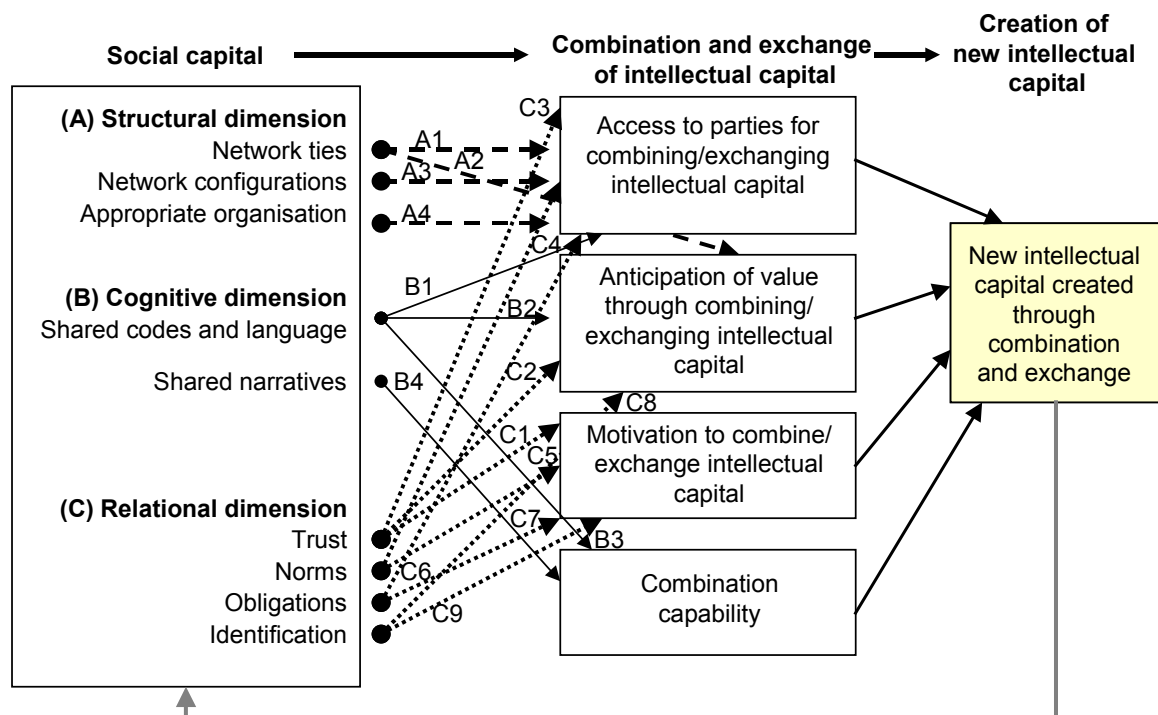 Social capital
Combination and exchange
of intellectual capital
Creation of
new intellectual
capital
(A) Structural dimension
Network ties
Network configurations
Appropriate organisation
(B) Cognitive dimension
Shared codes and language
Shared narratives
(C) Relational dimension
Trust
Norms
Obligations
Identification
A1
A2
A3
A4
B1
B2
B4
B3
C3
C4
C2
C8
C1
C5
C7
C6
C9
Access to parties for
combining/exchanging
intellectual capital
Anticipation of value
through combining/
exchanging intellectual
capital
Motivation to combine/
exchange intellectual
capital
Combination
capability
New intellectual
capital created
through
combination
and exchange